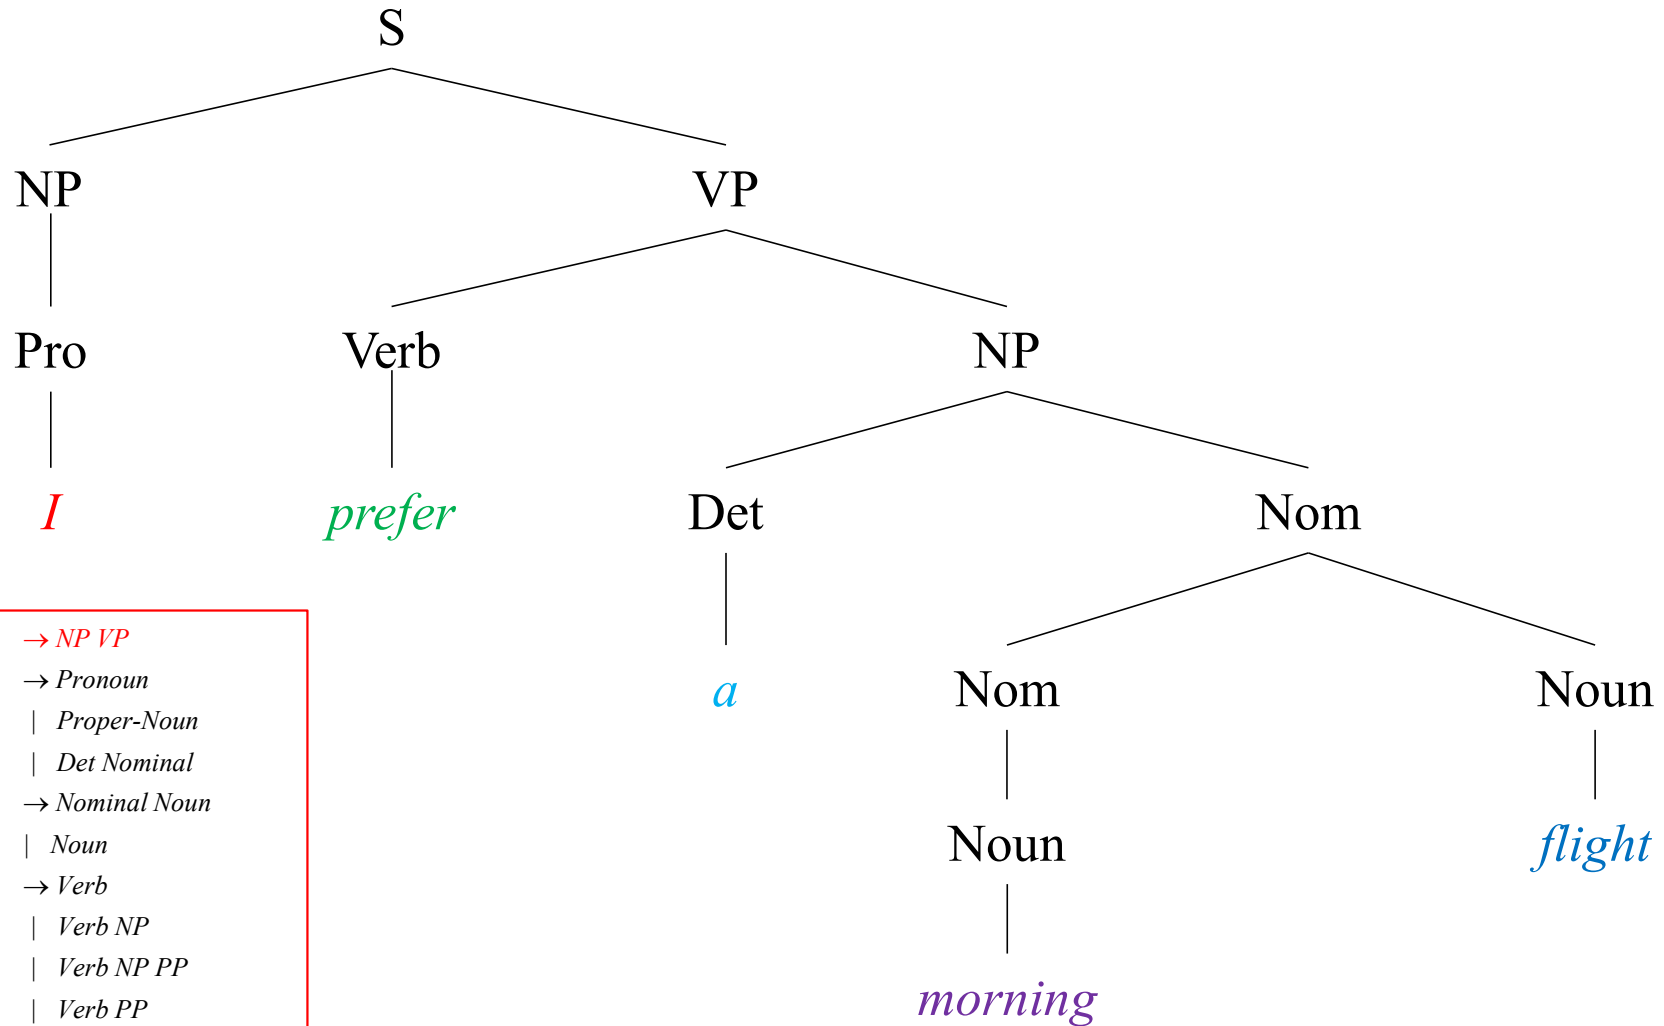 S
NP VP
Pro Verb NP
I prefer Det Nom
a Nom Noun
Noun flight
morning
→ NP VP
→ Pronoun
| Proper-Noun
| Det Nominal
→ Nominal Noun
| Noun
→ Verb
| Verb NP
| Verb NP PP
| Verb PP